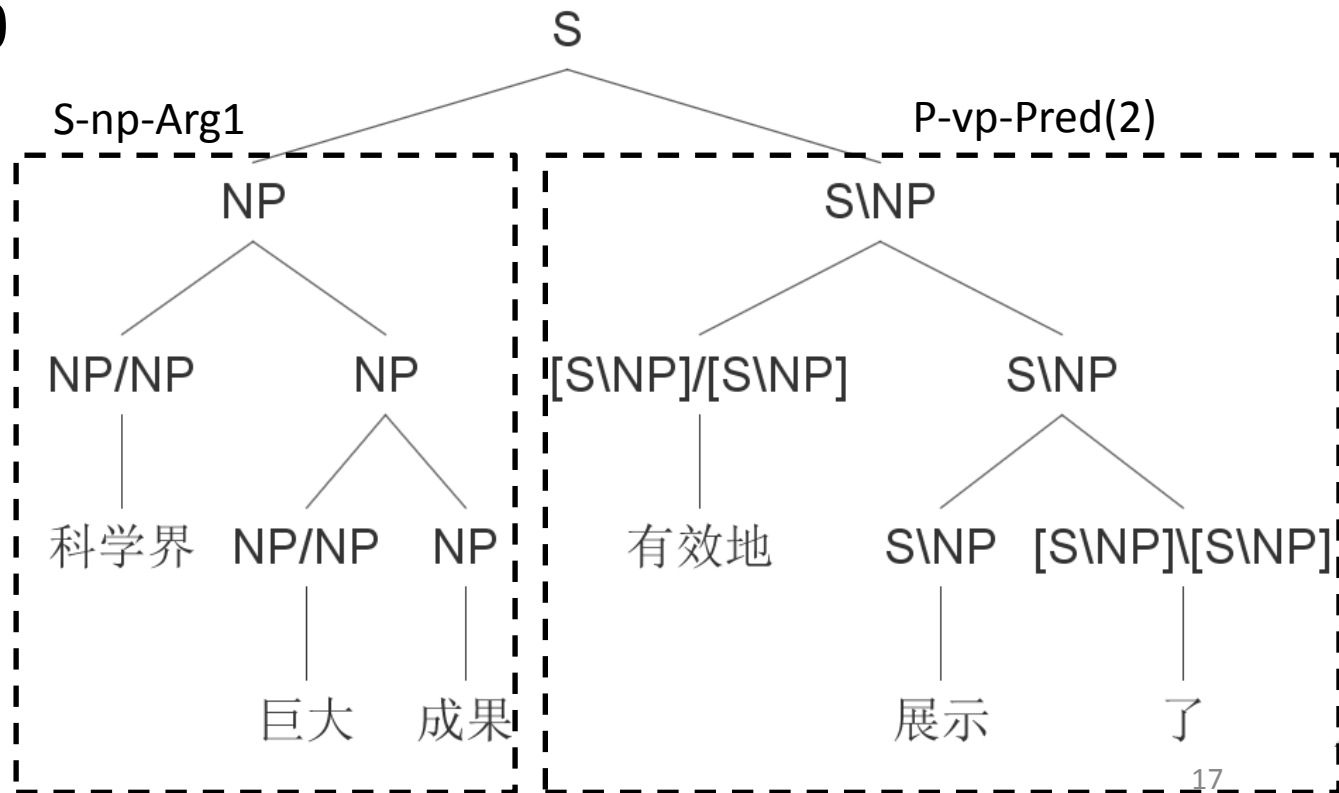 S
S-np-Arg1 P-vp-Pred(2)
NP S\NP
NP/NP NP [S\NP]/[S\NP] S\NP
科学界 NP/NP NP 有效地 S\NP [S\NP]\[S\NP]
巨大 成果 展示 了
17